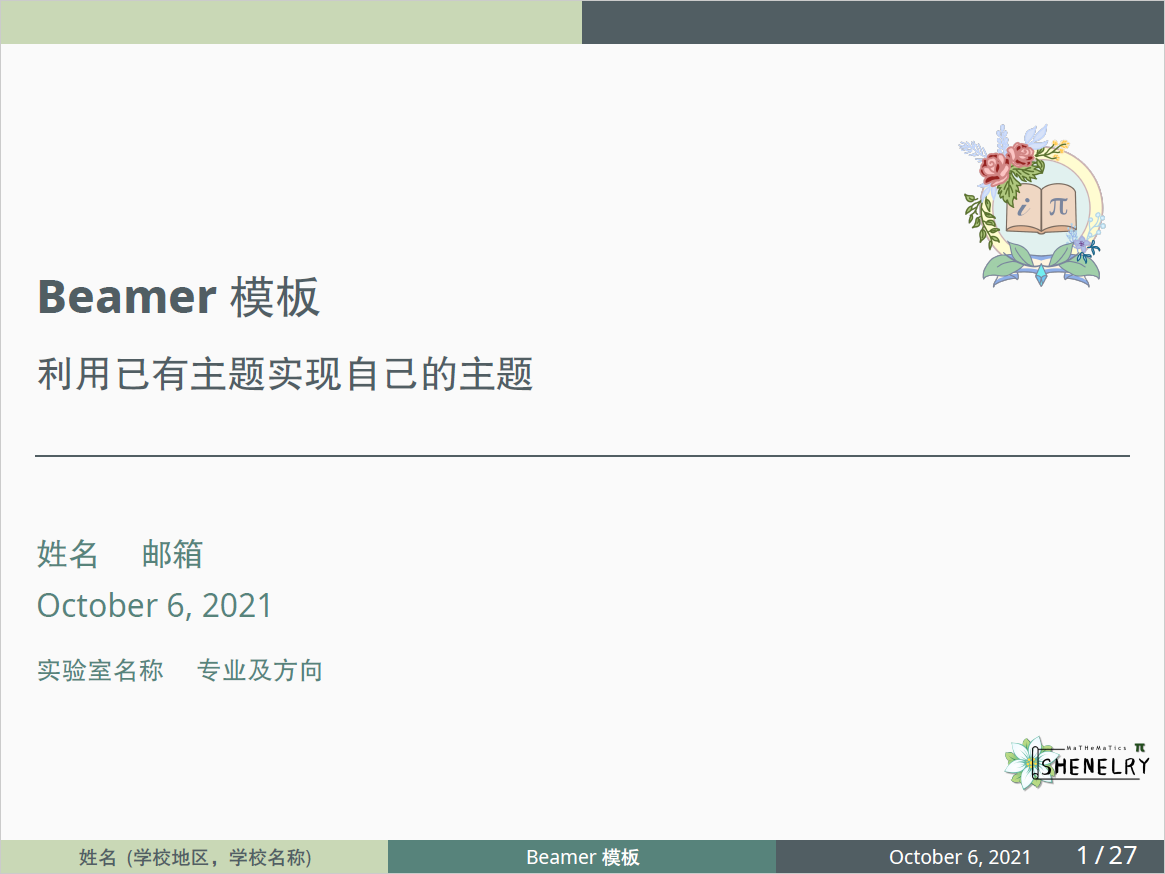 i π
Beamer 模板
利用已有主题实现自己的主题
姓名 邮箱
October 6, 2021
实验室名称 专业及方向
MaTHeMaTics π
SHENELRY
姓名 (学校地区，学校名称)
Beamer 模板
October 6, 2021
1 / 27